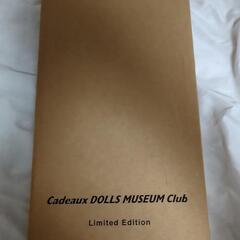 Cadeaux DOLLS MUSEUM Club
Limited Edition